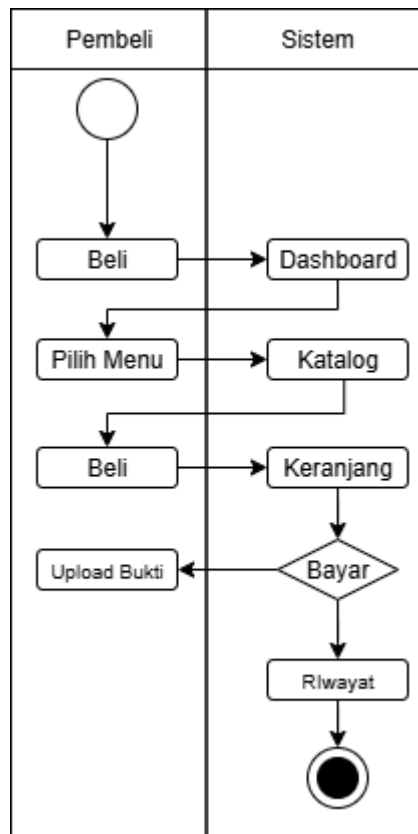 Pembeli
Sistem
Beli
Dashboard
Pilih Menu
Katalog
Beli
Keranjang
Upload Bukti
Bayar
RIwayat